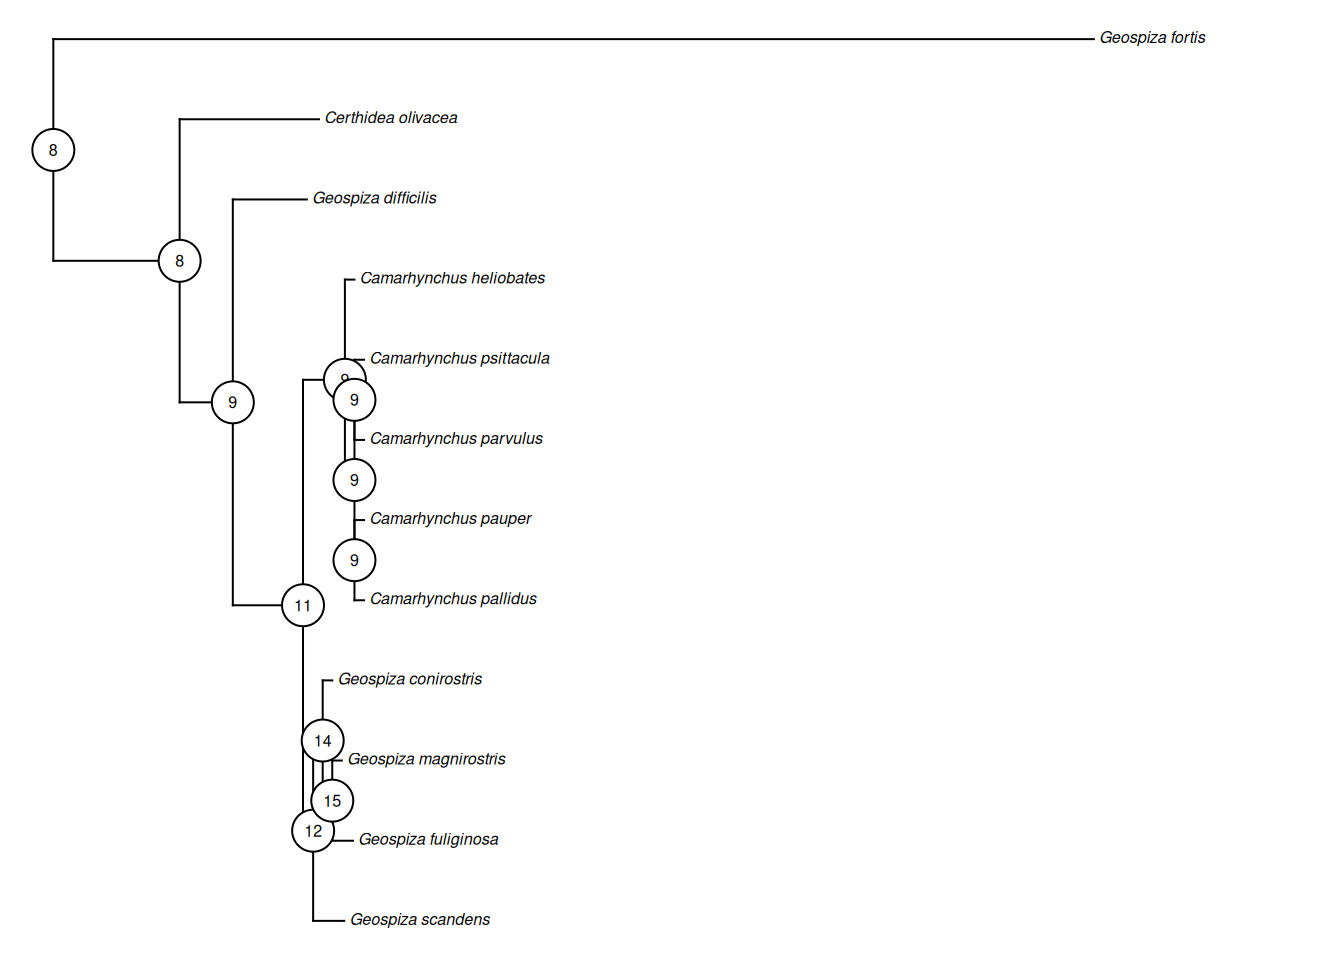 Geospiza fortis
Certhidea olivacea
8
Geospiza difficilis
8
Camarhynchus heliobates
Camarhynchus psittacula
9
9
9
Camarhynchus parvulus
9
Camarhynchus pauper
9
Camarhynchus pallidus
11
Geospiza conirostris
14
Geospiza magnirostris
15
12
Geospiza fuliginosa
Geospiza scandens